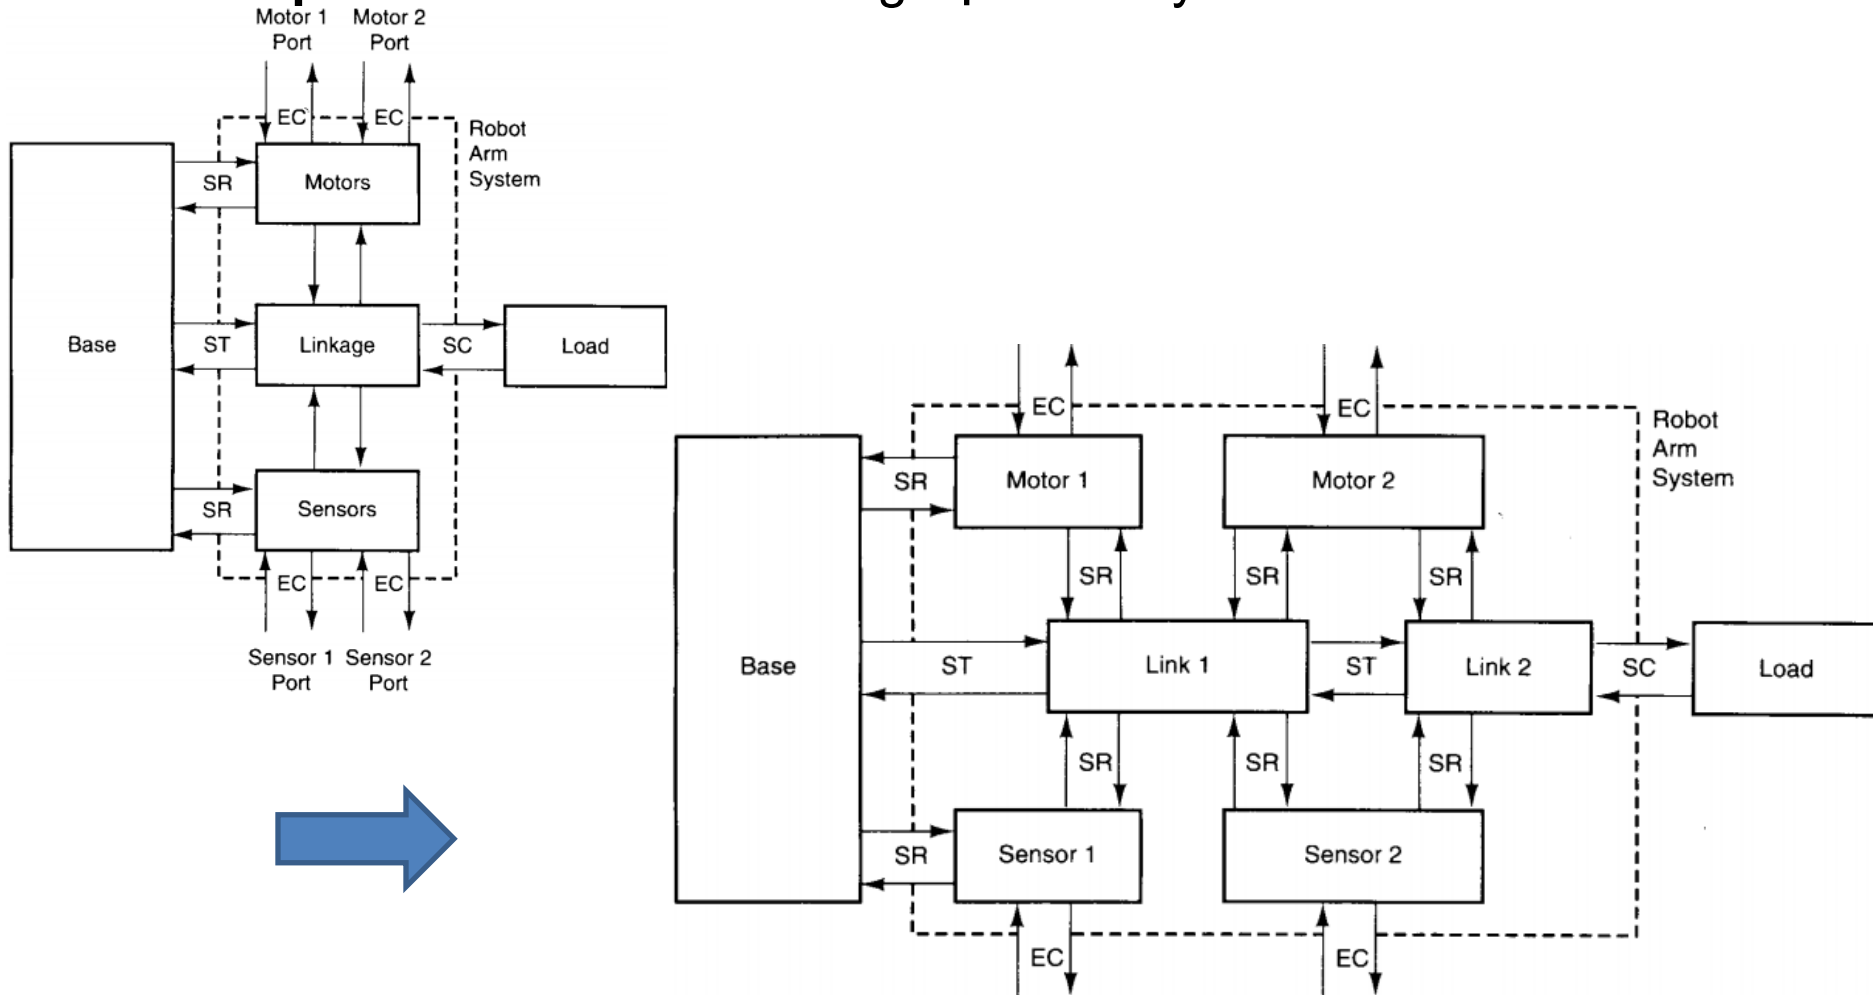 Motor 1 Motor 2
Port Port
EC EC
Robot
Arm
System
SR Motors
Base ST Linkage SC Load
SR Sensors
EC EC
Sensor 1 Sensor 2
Port Port
EC EC
Robot
Arm
System
SR Motor 1 Motor 2
SR SR SR
Base ST Link 1 ST Link 2 SC Load
SR SR SR
SR Sensor 1 Sensor 2
EC EC